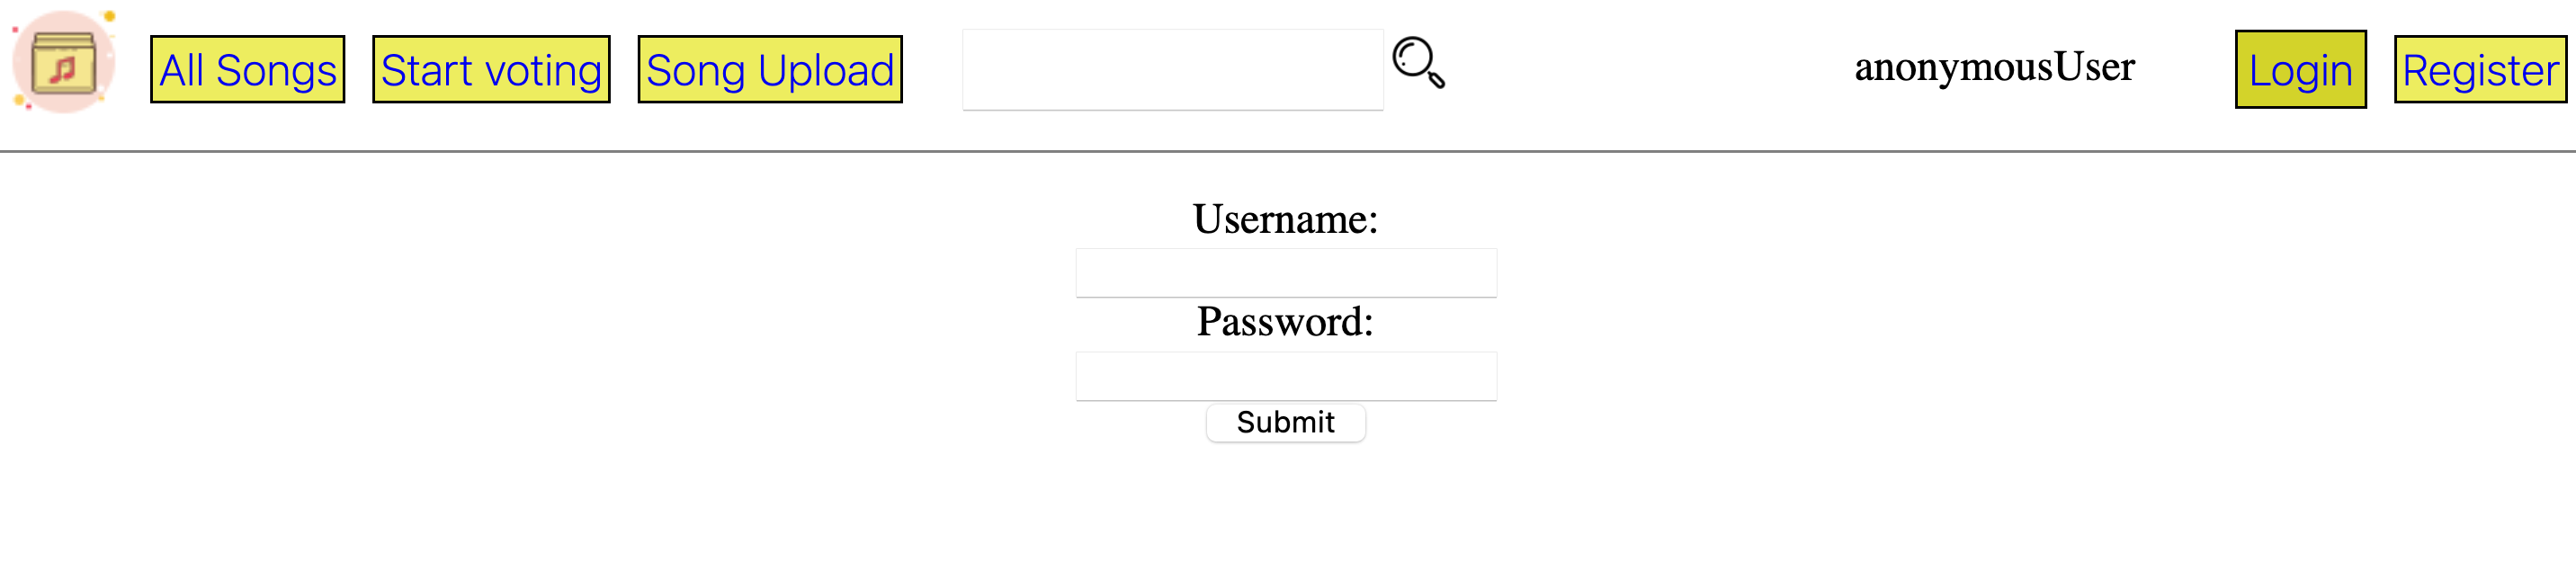 All Songs Start voting Song Upload anonymousUser Login Register
Username:
Password:
Submit